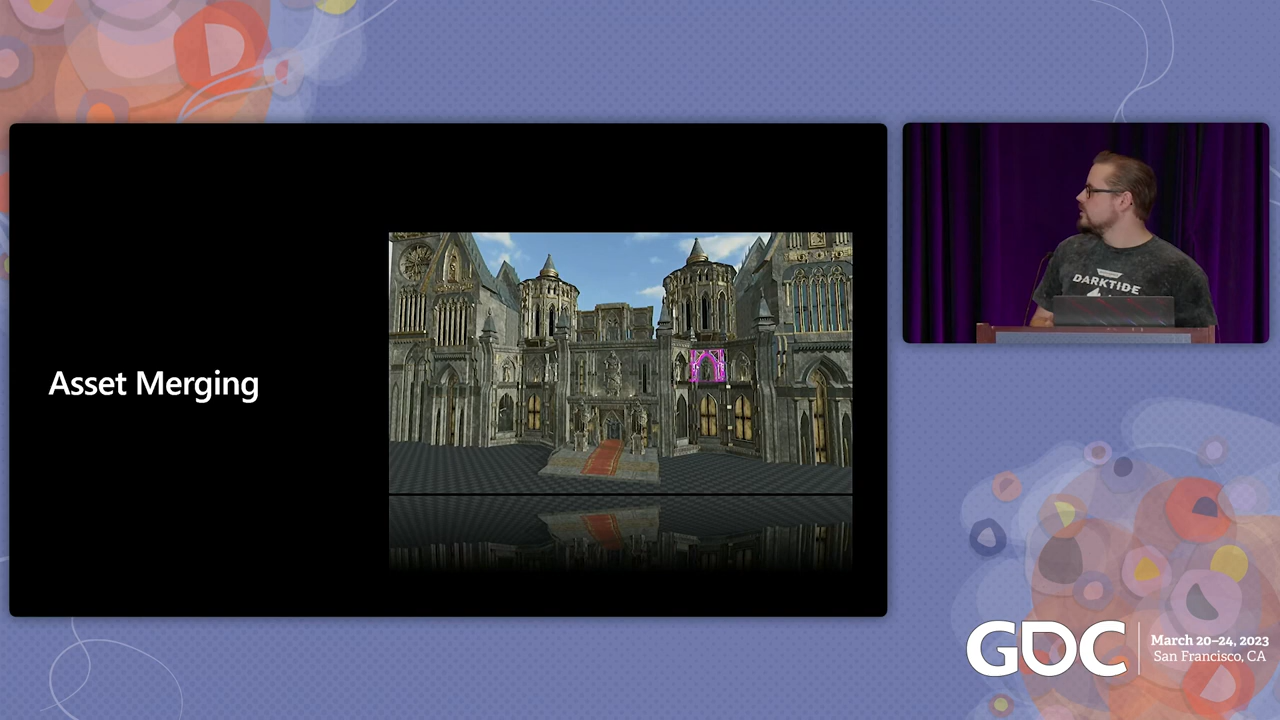 Asset Merging
DARKTIDE
GDC
March 20–24, 2023
San Francisco, CA